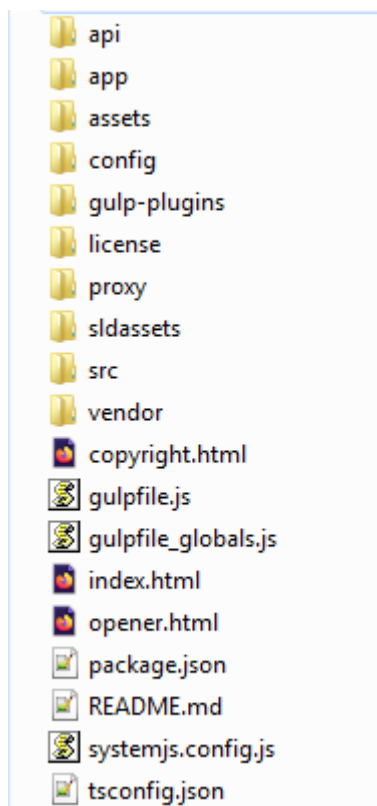 api
app
assets
config
gulp-plugins
license
proxy
sldassets
src
vendor
copyright.html
gulpfile.js
gulpfile_globals.js
index.html
opener.html
package.json
README.md
systemjs.config.js
tsconfig.json